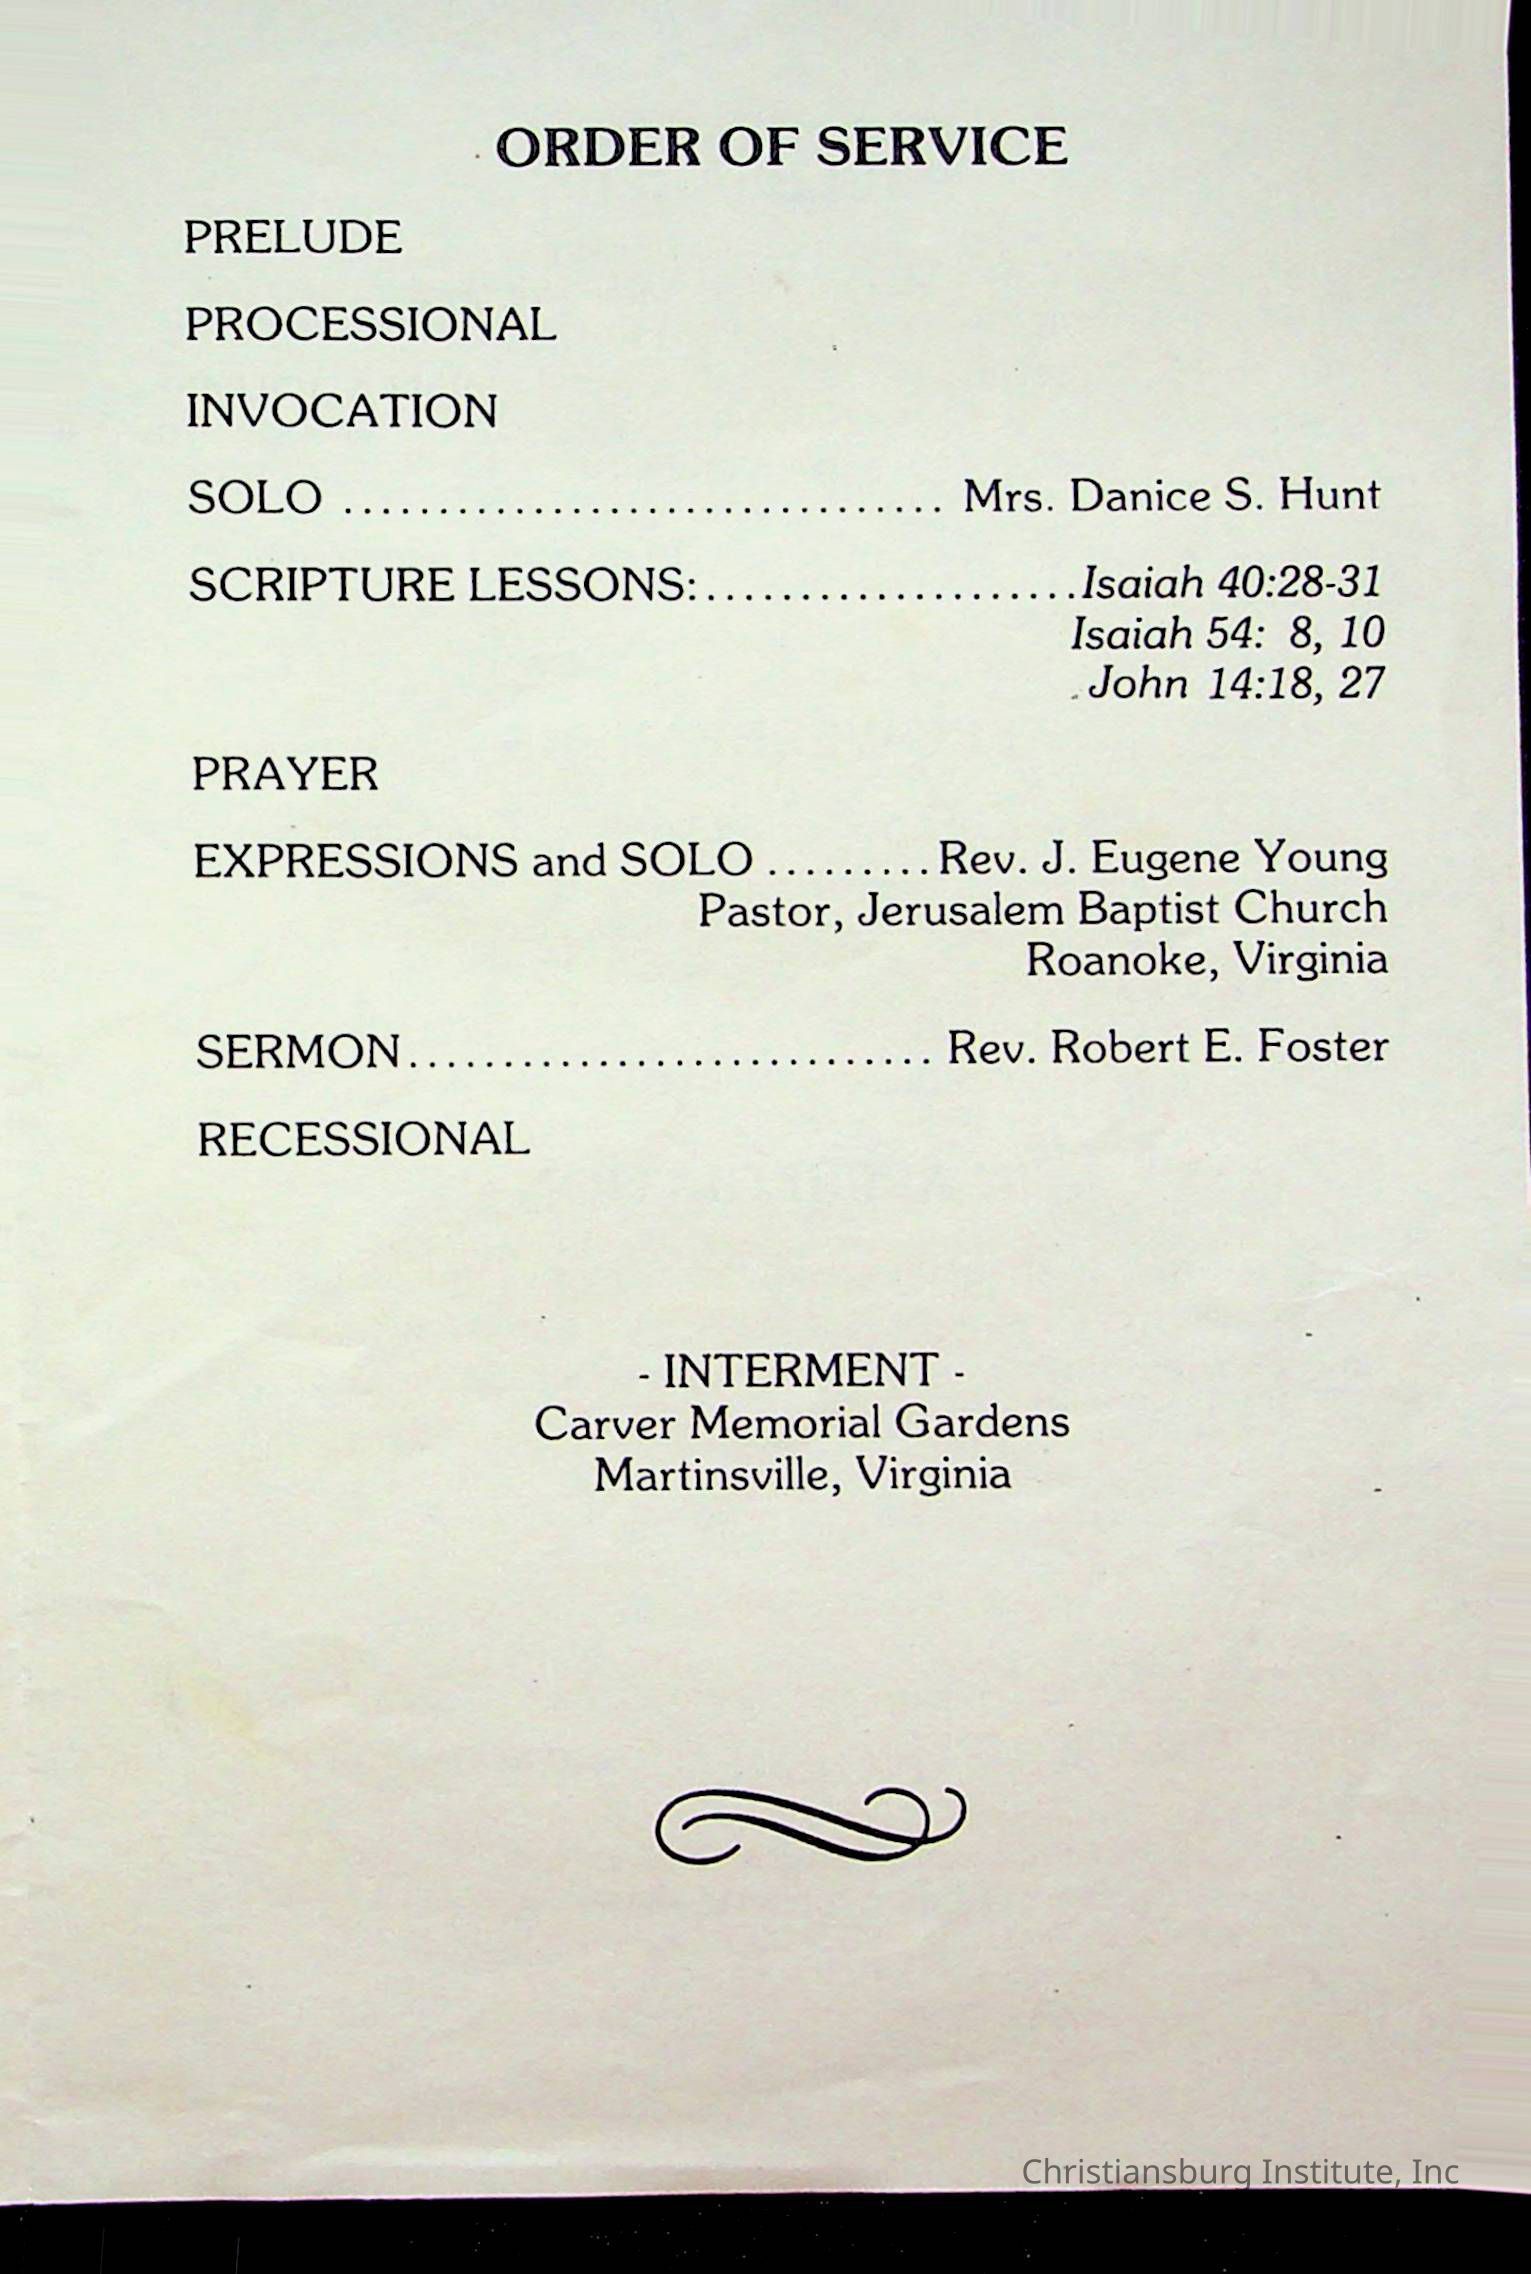 ORDER OF SERVICE
PRELUDE
PROCESSIONAL
INVOCATION
SOLO .................................. Mrs. Danice S. Hunt
SCRIPTURE LESSONS:......................Isaiah 40:28-31
Isaiah 54: 8, 10
John 14:18, 27
PRAYER
EXPRESSIONS and SOLO ..........Rev. J. Eugene Young
Pastor, Jerusalem Baptist Church
Roanoke, Virginia
SERMON.............................. Rev. Robert E. Foster
RECESSIONAL
- INTERMENT -
Carver Memorial Gardens
Martinsville, Virginia
Christiansburg Institute, Inc